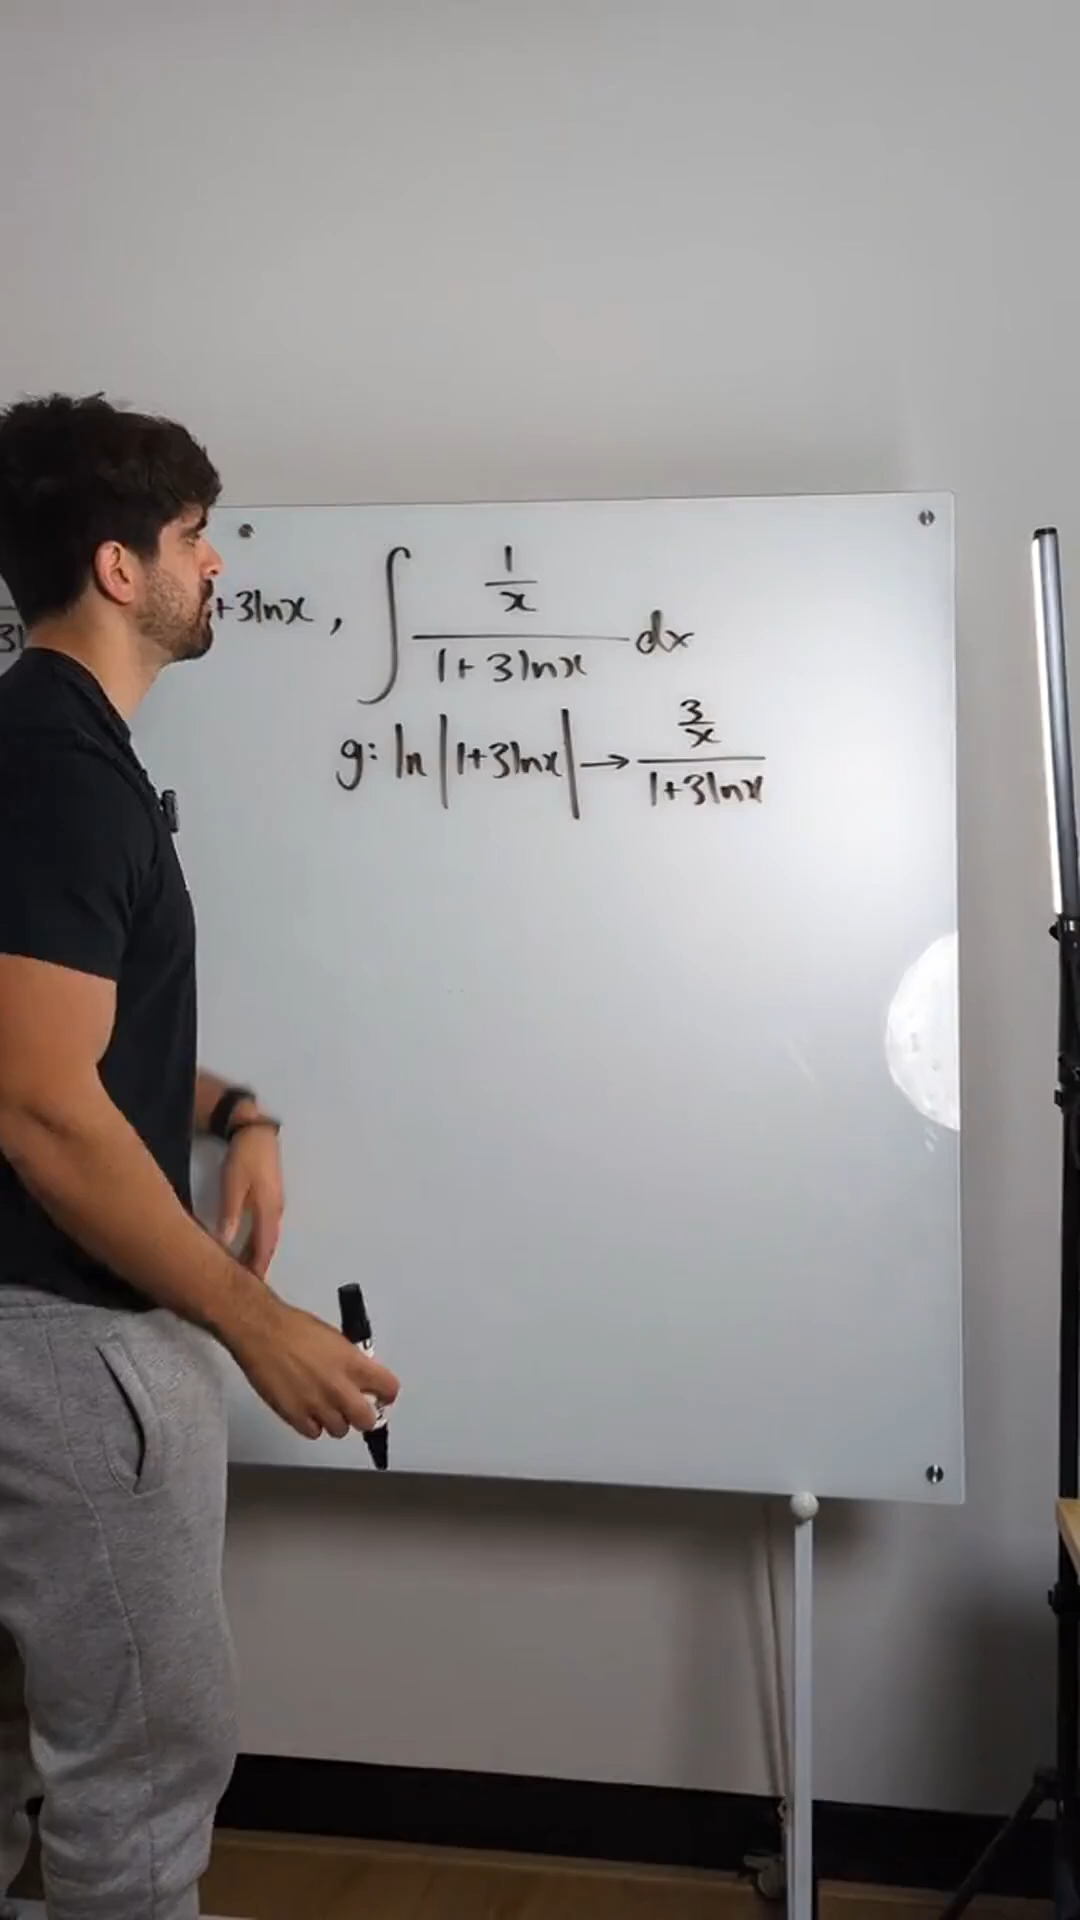 +3lnx , ∫ (1/x)/(1+3lnx) dx
g: ln|1+3lnx| → (3/x)/(1+3lnx)